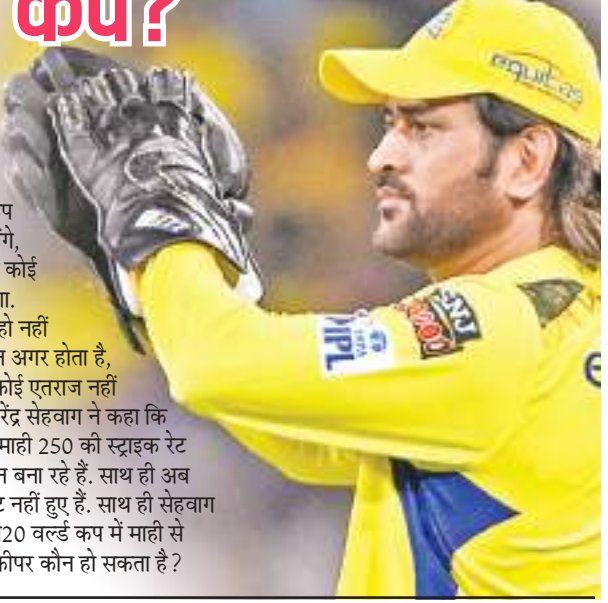 कप?
equitas
IPL
गे,
कोई
हो नहीं
अगर होता है,
कोई एतराज नहीं
सेहवाग ने कहा कि
माही 250 की स्ट्राइक रेट
बना रहे हैं. साथ ही अब
नहीं हुए हैं. साथ ही सेहवाग
20 वर्ल्ड कप में माही से
कीपर कौन हो सकता है?